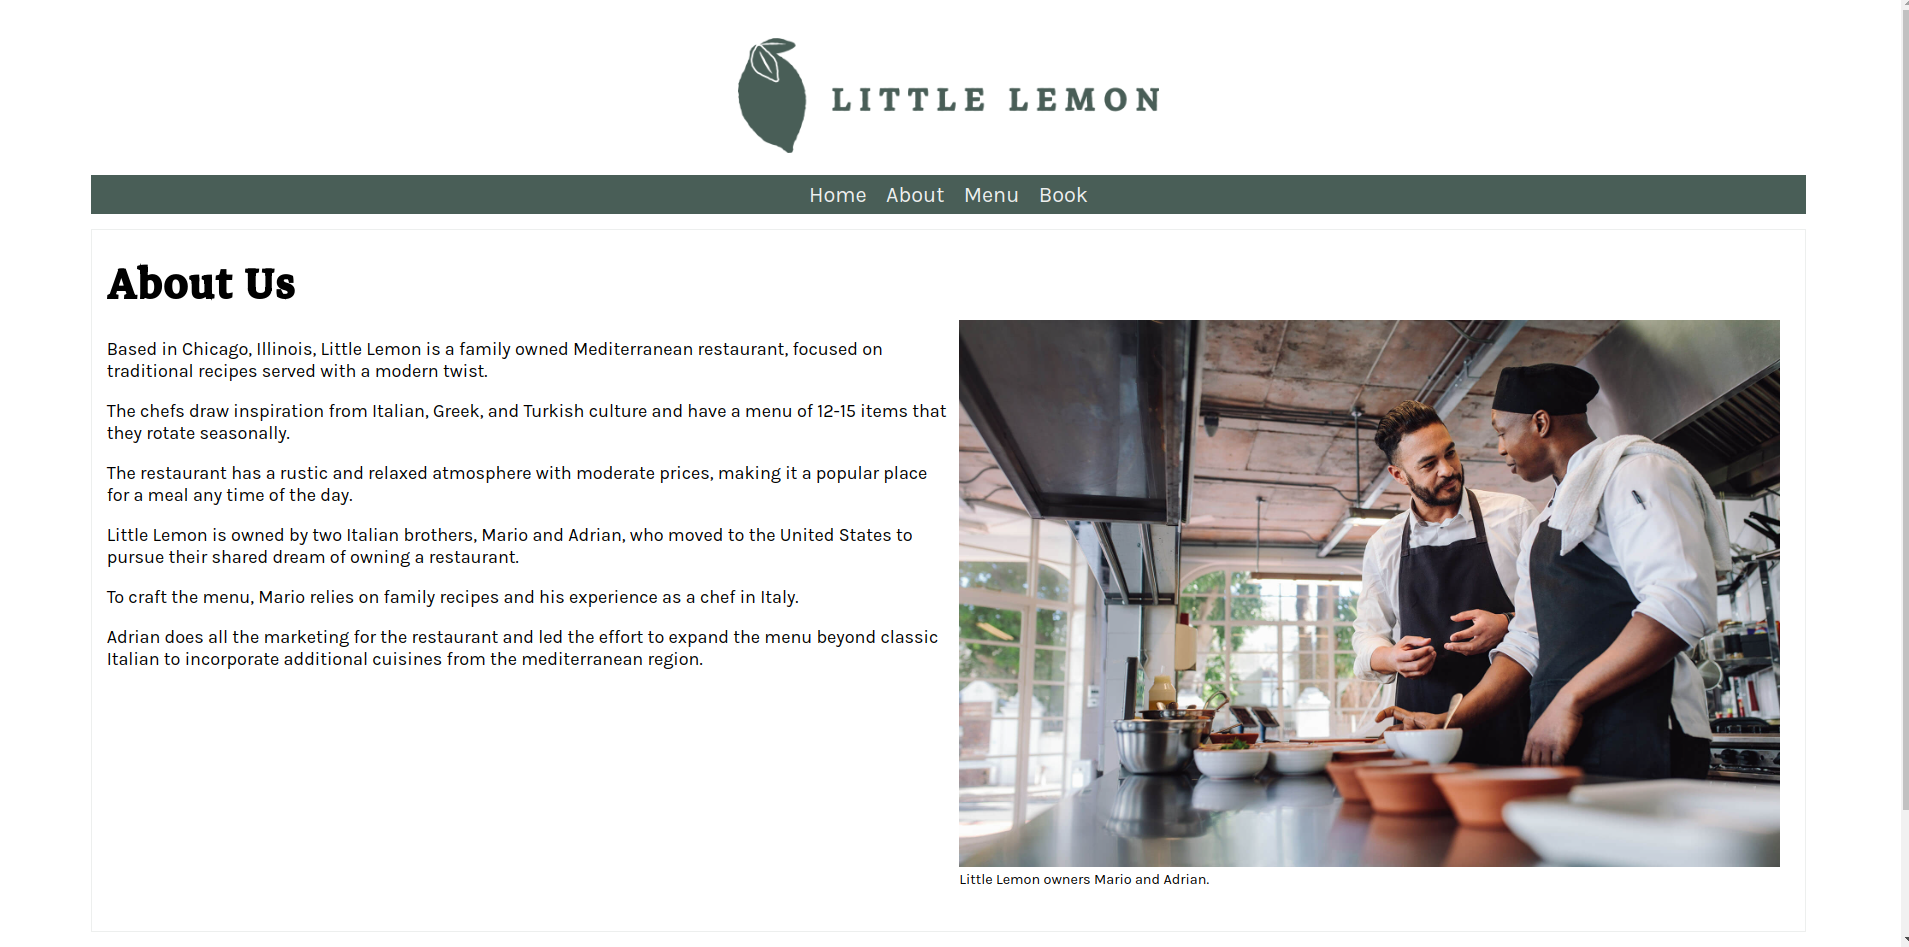 LITTLE LEMON
Home About Menu Book
About Us
Based in Chicago, Illinois, Little Lemon is a family owned Mediterranean restaurant, focused on
traditional recipes served with a modern twist.
The chefs draw inspiration from Italian, Greek, and Turkish culture and have a menu of 12-15 items that
they rotate seasonally.
The restaurant has a rustic and relaxed atmosphere with moderate prices, making it a popular place
for a meal any time of the day.
Little Lemon is owned by two Italian brothers, Mario and Adrian, who moved to the United States to
pursue their shared dream of owning a restaurant.
To craft the menu, Mario relies on family recipes and his experience as a chef in Italy.
Adrian does all the marketing for the restaurant and led the effort to expand the menu beyond classic
Italian to incorporate additional cuisines from the mediterranean region.
Little Lemon owners Mario and Adrian.